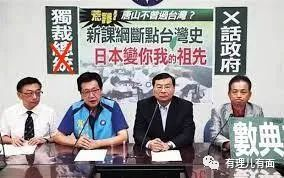 獨裁
荒謬！ 唐山不曾過台灣？
新課綱斷點台灣史
日本變你我的祖先
X話政府
數典
有理儿有面